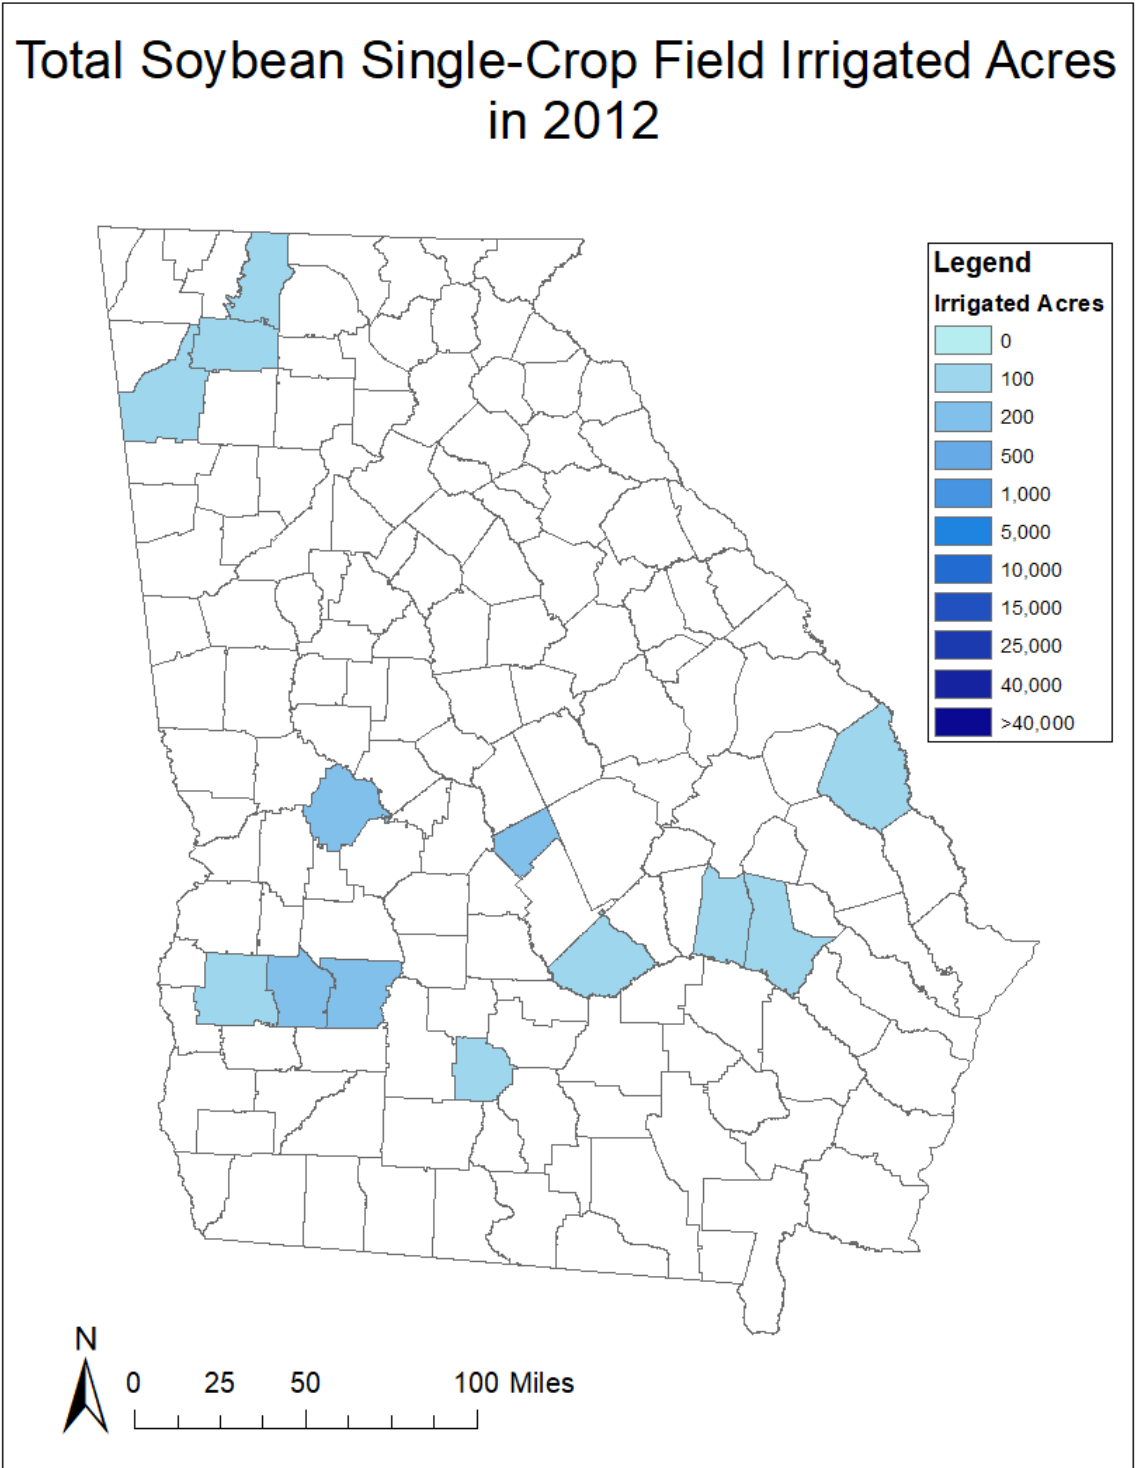 Total Soybean Single-Crop Field Irrigated Acres
in 2012
Legend
Irrigated Acres
0
100
200
500
1,000
5,000
10,000
15,000
25,000
40,000
>40,000
N
0 25 50 100 Miles